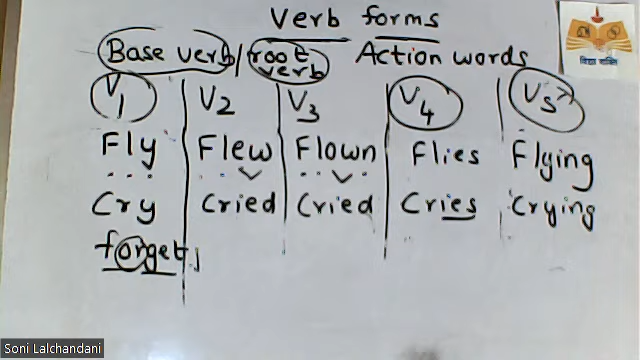 Verb forms
Base verb / root verb Action words
V1 V2 V3 V4 V5
Fly Flew Flown Flies Flying
Cry Cried Cried Cries Crying
forget
Soni Lalchandani